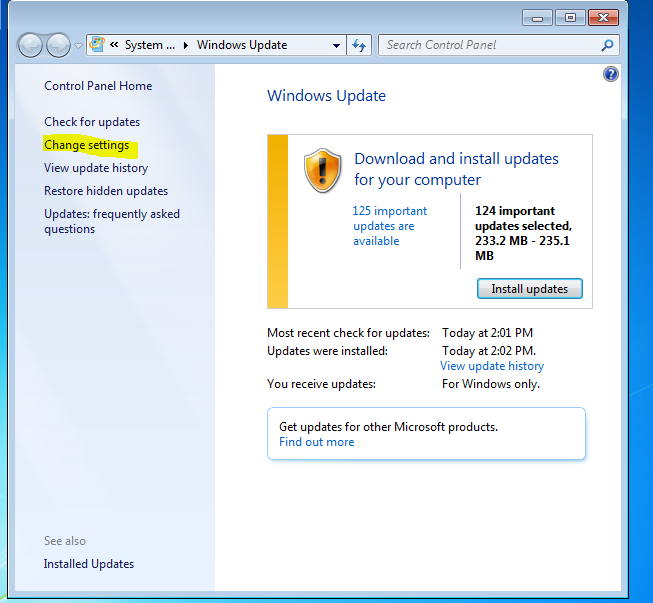 « System ... ▸ Windows Update
Search Control Panel
Control Panel Home
Check for updates
Change settings
View update history
Restore hidden updates
Updates: frequently asked
questions
See also
Installed Updates
Windows Update
Download and install updates
for your computer
125 important
updates are
available
124 important
updates selected,
233.2 MB - 235.1
MB
Install updates
Most recent check for updates: Today at 2:01 PM
Updates were installed: Today at 2:02 PM.
View update history
You receive updates: For Windows only.
Get updates for other Microsoft products.
Find out more